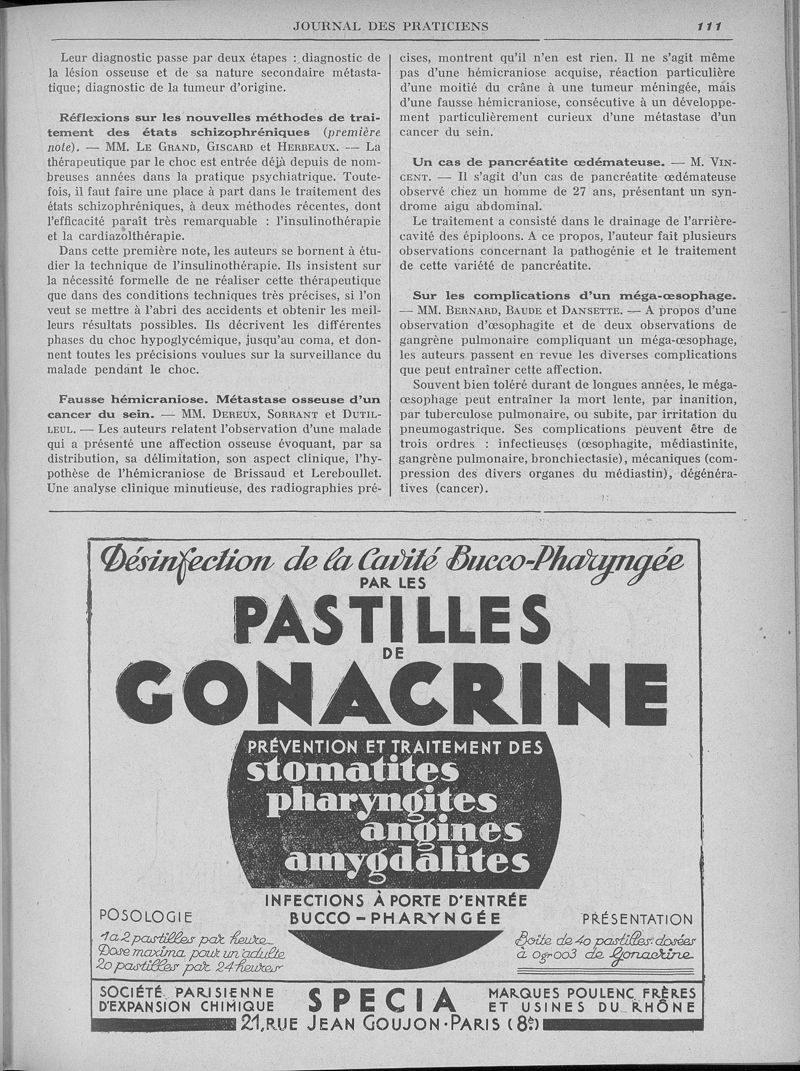 JOURNAL DES PRATICIENS 111
Leur diagnostic passe par deux étapes : diagnostic de
la lésion osseuse et de sa nature secondaire métasta-
tique; diagnostic de la tumeur d'origine.
Réflexions sur les nouvelles méthodes de trai-
tement des états schizophréniques (première
note). — MM. LE GRAND, GISCARD et HERBEAUX. — La
thérapeutique par le choc est entrée déjà depuis de nom-
breuses années dans la pratique psychiatrique. Toute-
fois, il faut faire une place à part dans le traitement des
états schizophréniques, à deux méthodes récentes, dont
l'efficacité paraît très remarquable : l'insulinothérapie
et la cardiazolthérapie.
Dans cette première note, les auteurs se bornent à étu-
dier la technique de l'insulinothérapie. Ils insistent sur
la nécessité formelle de ne réaliser cette thérapeutique
que dans des conditions techniques très précises, si l'on
veut se mettre à l'abri des accidents et obtenir les meil-
leurs résultats possibles. Ils décrivent les différentes
phases du choc hypoglycémique, jusqu'au coma, et don-
nent toutes les précisions voulues sur la surveillance du
malade pendant le choc.
Fausse hémicraniose. Métastase osseuse d'un
cancer du sein. — MM. DEREUX, SORRANT et DUTIL-
LEUL. — Les auteurs relatent l'observation d'une malade
qui a présenté une affection osseuse évoquant, par sa
distribution, sa délimitation, son aspect clinique, l'hy-
pothèse de l'hémicraniose de Brissaud et Lereboullet.
Une analyse clinique minutieuse, des radiographies pré-
cises, montrent qu'il n'en est rien. Il ne s'agit même
pas d'une hémicraniose acquise, réaction particulière
d'une moitié du crâne à une tumeur méningée, mais
d'une fausse hémicraniose, consécutive à un développe-
ment particulièrement curieux d'une métastase d'un
cancer du sein.
Un cas de pancréatite œdémateuse. — M. VIN-
CENT. — Il s'agit d'un cas de pancréatite œdémateuse
observé chez un homme de 27 ans, présentant un syn-
drome aigu abdominal.
Le traitement a consisté dans le drainage de l'arrière-
cavité des épiploons. A ce propos, l'auteur fait plusieurs
observations concernant la pathogénie et le traitement
de cette variété de pancréatite.
Sur les complications d'un méga-œsophage.
— MM. BERNARD, BAUDE et DANSETTE. — A propos d'une
observation d'œsophagite et de deux observations de
gangrène pulmonaire compliquant un méga-œsophage,
les auteurs passent en revue les diverses complications
que peut entraîner cette affection.
Souvent bien toléré durant de longues années, le méga-
œsophage peut entraîner la mort lente, par inanition,
par tuberculose pulmonaire, ou subite, par irritation du
pneumogastrique. Ses complications peuvent être de
trois ordres : infectieuses (œsophagite, médiastinite,
gangrène pulmonaire, bronchiectasie), mécaniques (com-
pression des divers organes du médiastin), dégénéra-
tives (cancer).
Désinfection de la Cavité Bucco-Pharyngée
PAR LES
PASTILLES
DE
GONACRINE
PRÉVENTION ET TRAITEMENT DES
stomatites
pharyngites
angines
amygdalites
INFECTIONS À PORTE D'ENTRÉE
BUCCO-PHARYNGÉE
POSOLOGIE
1 à 2 pastilles par heure
Dose maxima pour un adulte
20 pastilles par 24 heures
PRÉSENTATION
Boîte de 40 pastilles dosées
à 0gr003 de Gonacrine
SOCIÉTÉ PARISIENNE
D'EXPANSION CHIMIQUE
SPECIA
MARQUES POULENC FRÈRES
ET USINES DU RHÔNE
21, RUE JEAN GOUJON · PARIS (8e)